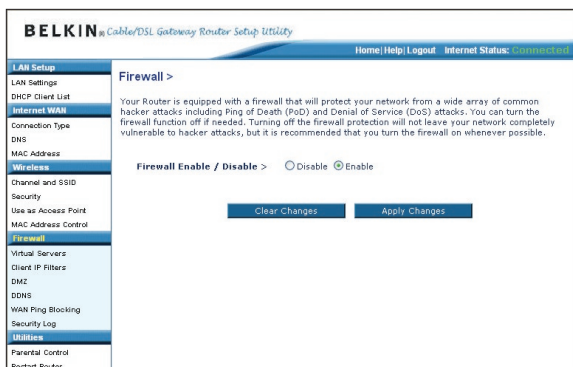 BELKIN Cable/DSL Gateway Router Setup Utility
Home|Help|Logout Internet Status: Connected
LAN Setup
LAN Settings
DHCP Client List
Internet WAN
Connection Type
DNS
MAC Address
Wireless
Channel and SSID
Security
Use as Access Point
MAC Address Control
Firewall
Virtual Servers
Client IP Filters
DMZ
DDNS
WAN Ping Blocking
Security Log
Utilities
Parental Control
Restart Router
Firewall >
Your Router is equipped with a firewall that will protect your network from a wide array of common
hacker attacks including Ping of Death (PoD) and Denial of Service (DoS) attacks. You can turn the
firewall function off if needed. Turning off the firewall protection will not leave your network completely
vulnerable to hacker attacks, but it is recommended that you turn the firewall on whenever possible.
Firewall Enable / Disable > Disable Enable
Clear Changes Apply Changes